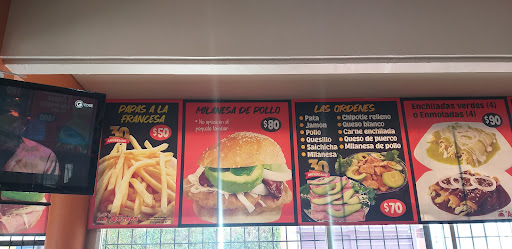 PAPAS A LA
FRANCESA
$50
MILANESA DE POLLO
$80
LAS ORDENES
* Pata
* Jamon
* Pollo
* Quesillo
* Salchicha
* Milanesa
* Chipotle relleno
* Queso blanco
* Carne enchilada
* Queso de puerco
* Milanesa de pollo
$70
Enchiladas verdes (4)
o Enmoladas (4)
$90